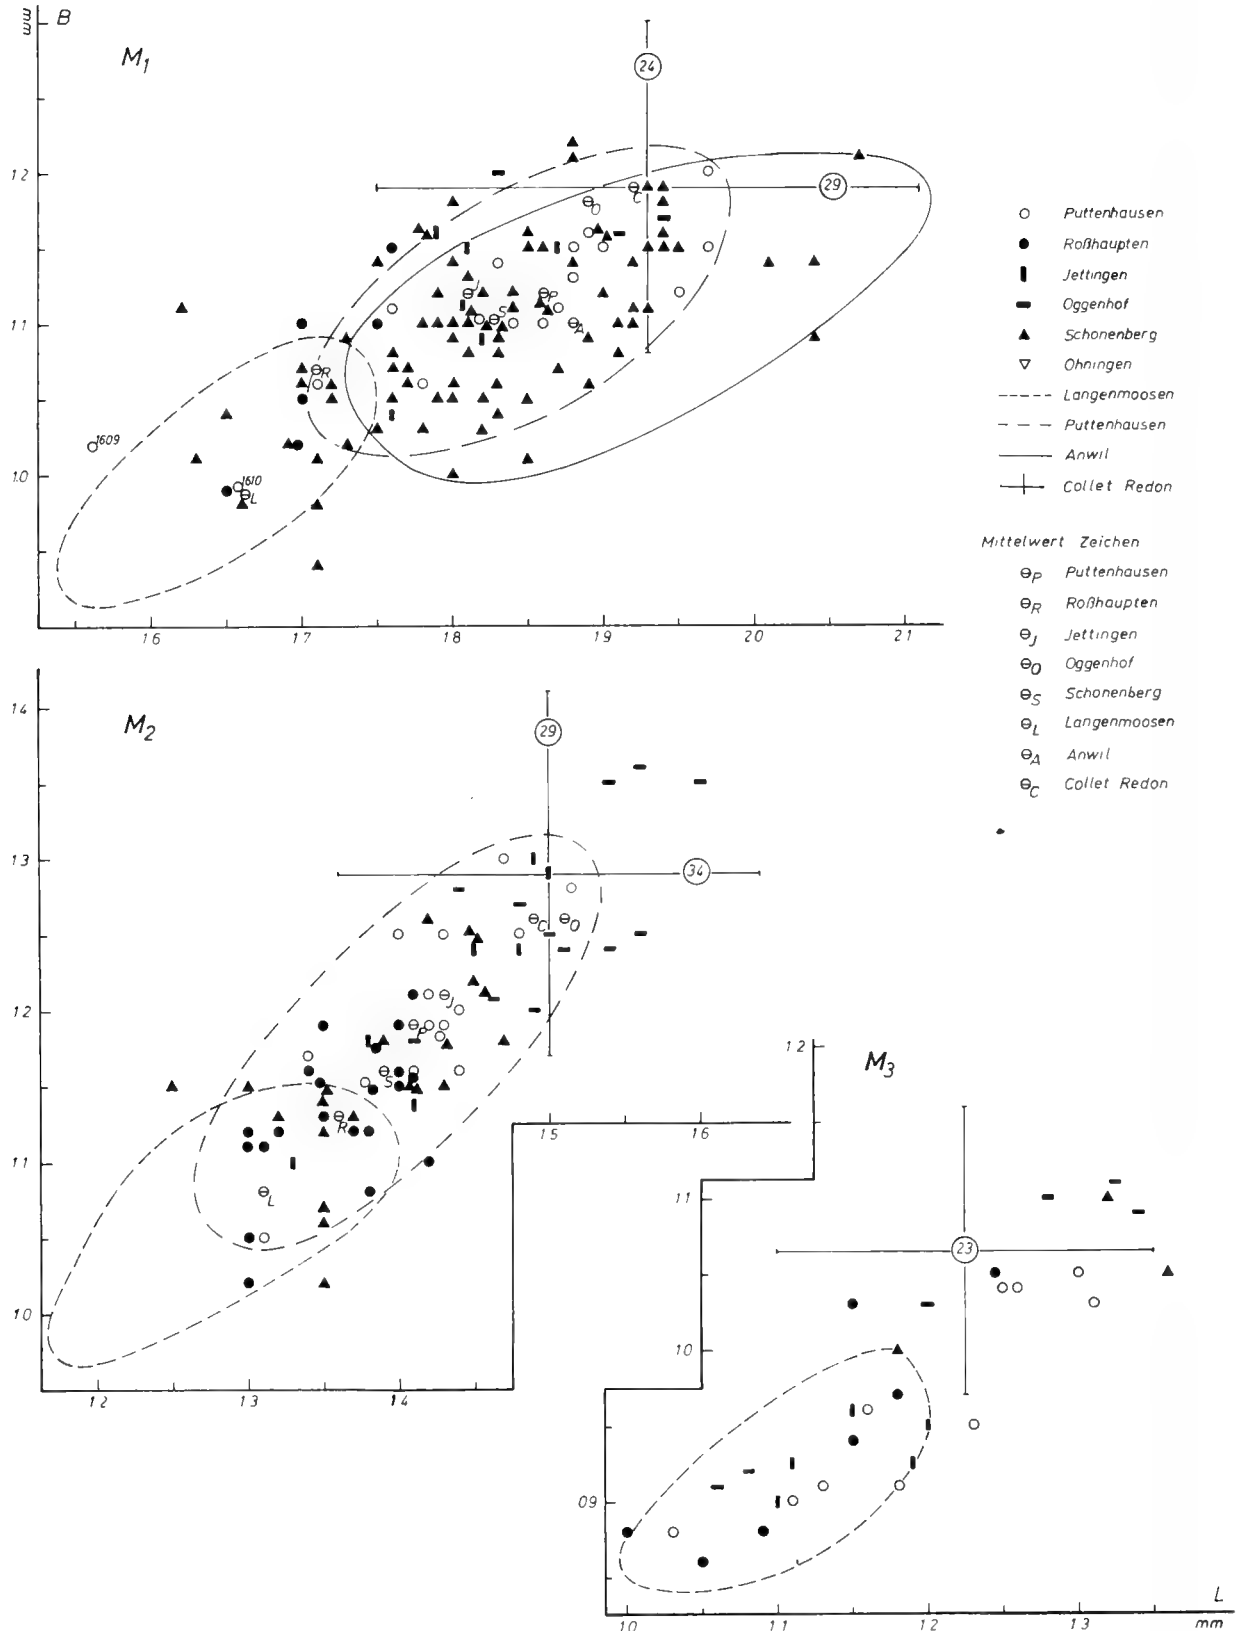 mm B
M1
24
29
12
11
10
C
O
J
P
S
A
R
1609
1610
L
16 17 18 19 20 21
Puttenhausen
Roßhaupten
Jettingen
Oggenhof
Schonenberg
Ohningen
Langenmoosen
Puttenhausen
Anwil
Collet Redon
Mittelwert Zeichen
P Puttenhausen
R Roßhaupten
J Jettingen
O Oggenhof
S Schonenberg
L Langenmoosen
A Anwil
C Collet Redon
M2
14
13
12
11
10
29
34
C O
J
P
S
R
L
15 16
12 13 14
M3
12
11
10
09
23
10 11 12 13
L
mm